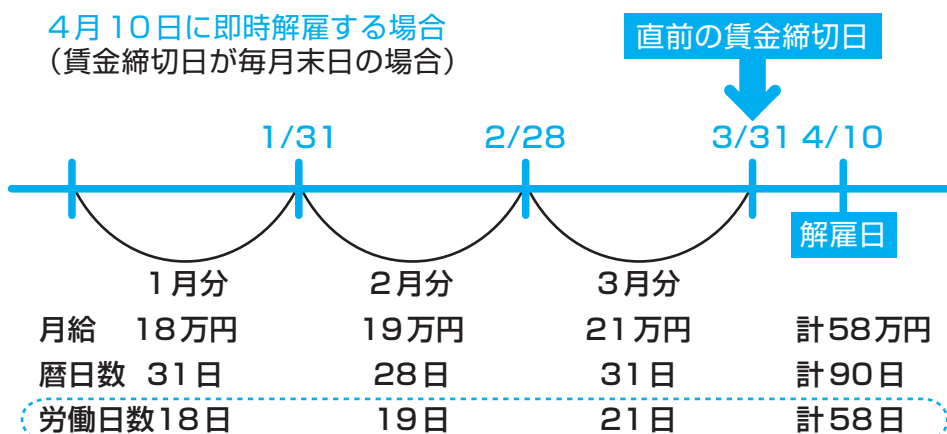 4月10日に即時解雇する場合
（賃金締切日が毎月末日の場合）
直前の賃金締切日
1/31 2/28 3/31 4/10
解雇日
1月分 2月分 3月分
月給 18万円 19万円 21万円 計58万円
暦日数 31日 28日 31日 計90日
労働日数18日 19日 21日 計58日